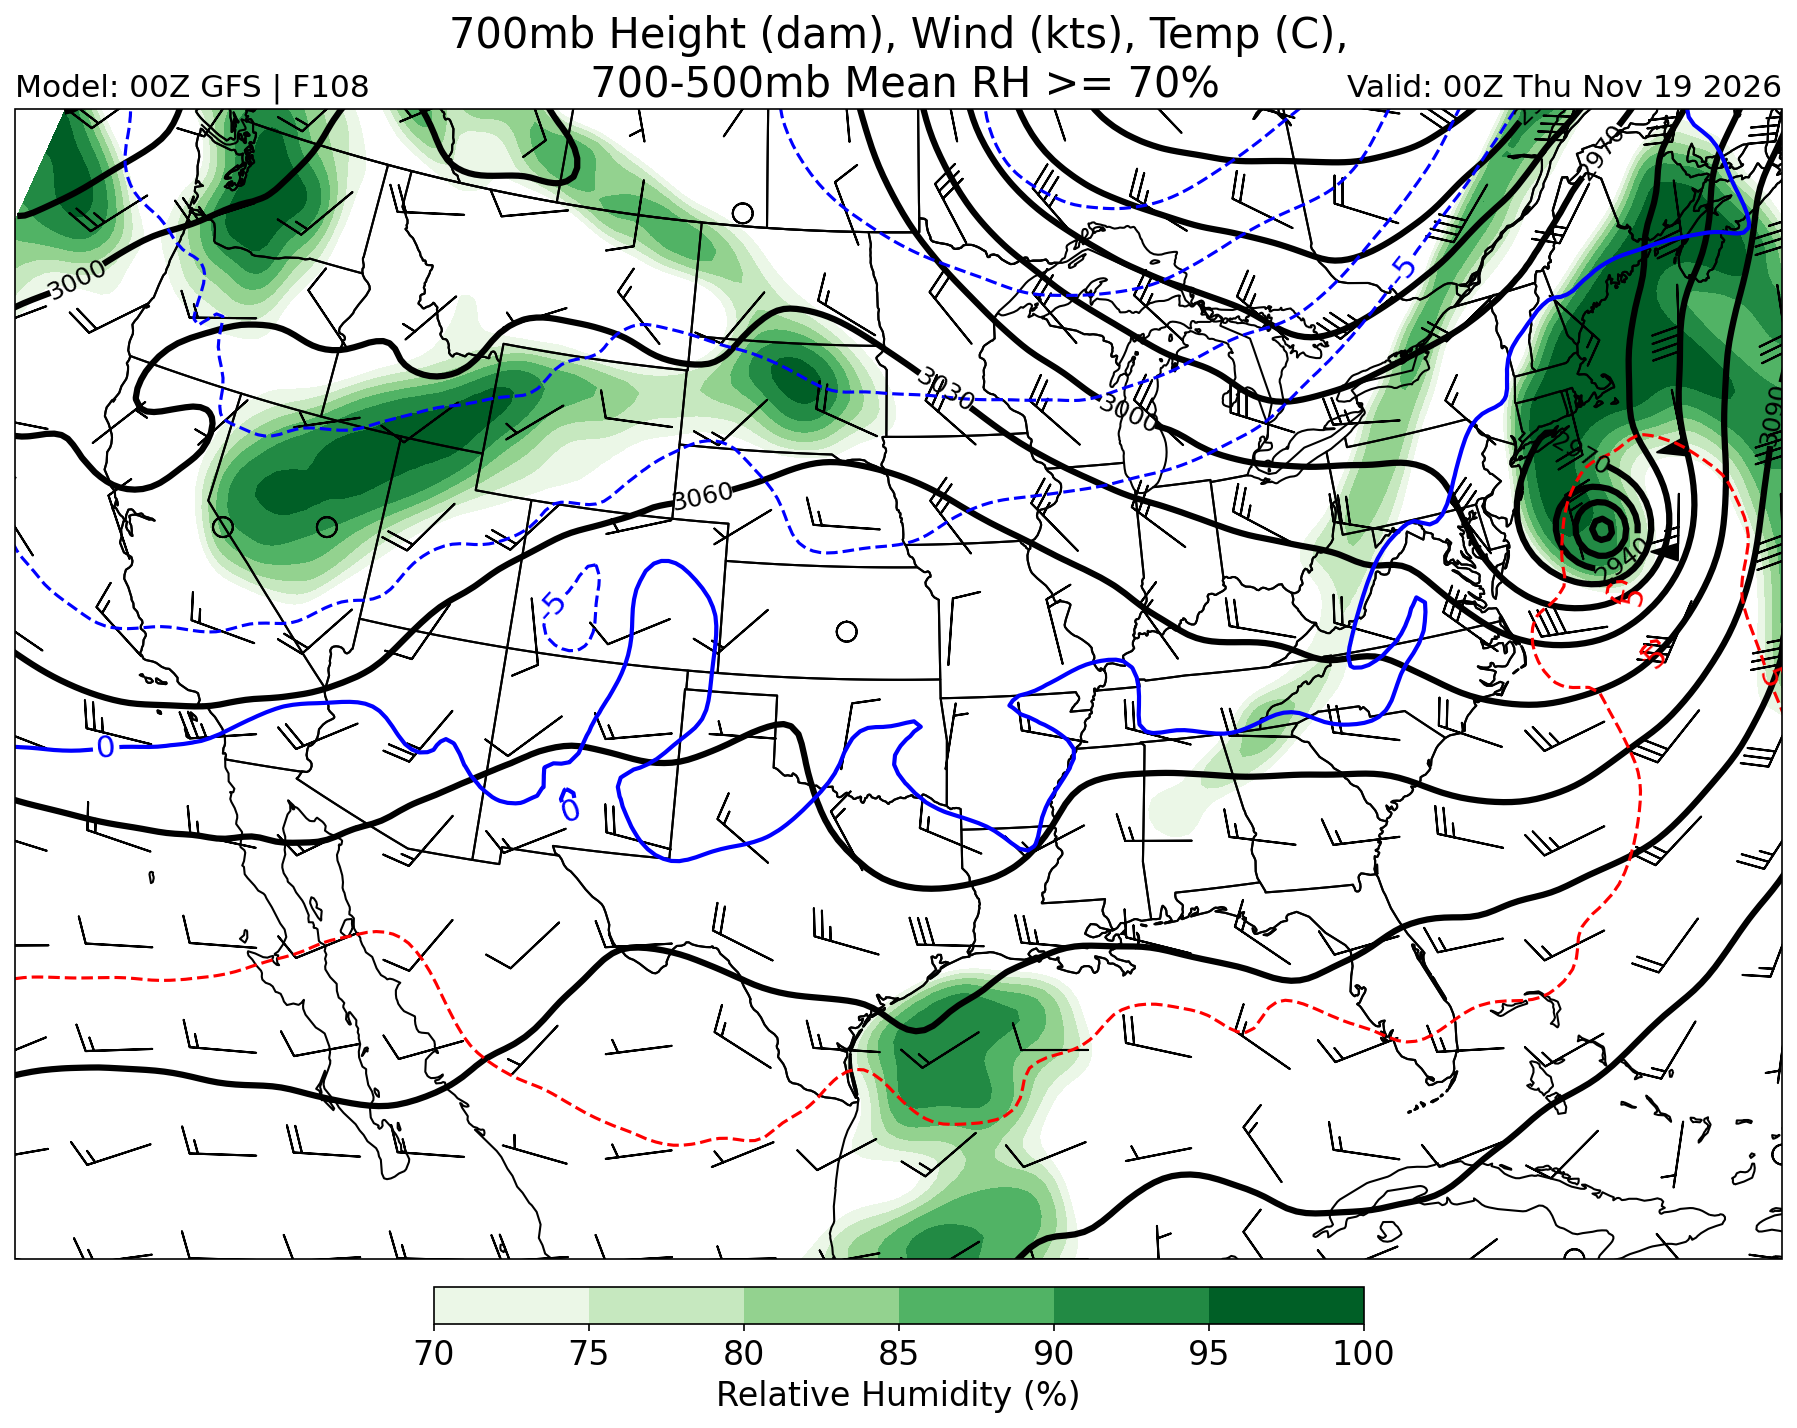 700mb Height (dam), Wind (kts), Temp (C),
700-500mb Mean RH >= 70%
Model: 00Z GFS | F108
Valid: 00Z Thu Nov 19 2026
2970
3000
-5
3030
3000
3090
2970
3060
2940
5
-5
5
0
0
70 75 80 85 90 95 100
Relative Humidity (%)